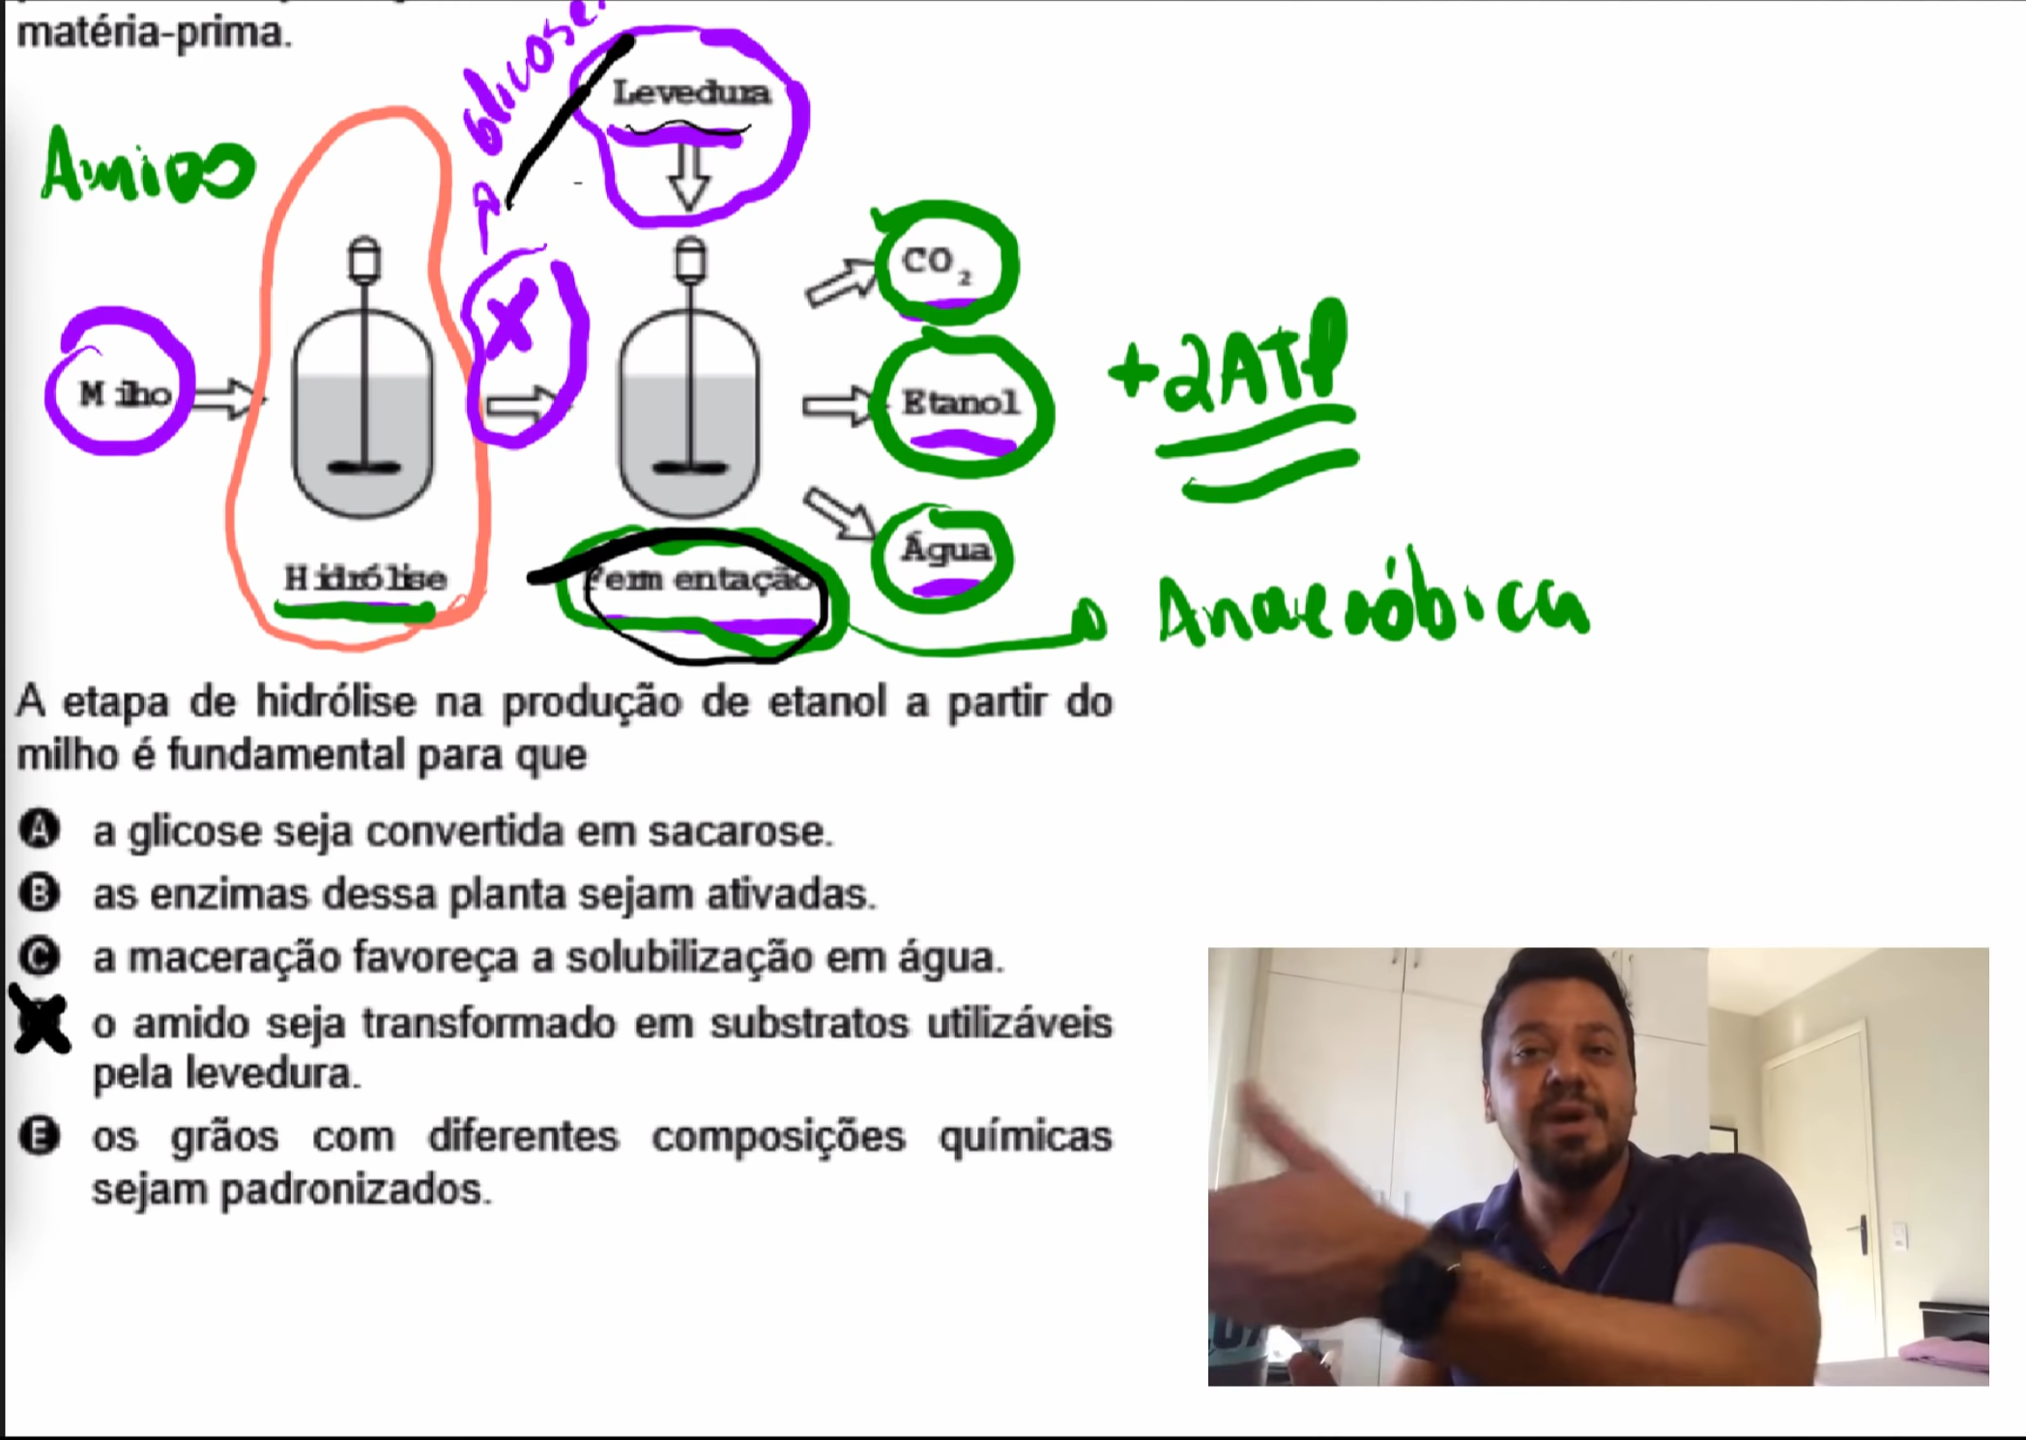 matéria-prima.
Glicose
Levedura
Amido
CO2
X
Milho
Etanol
+2ATP
Água
Hidrólise
Fermentação
Anaeróbica
A etapa de hidrólise na produção de etanol a partir do
milho é fundamental para que
A a glicose seja convertida em sacarose.
B as enzimas dessa planta sejam ativadas.
C a maceração favoreça a solubilização em água.
o amido seja transformado em substratos utilizáveis
pela levedura.
E os grãos com diferentes composições químicas
sejam padronizados.